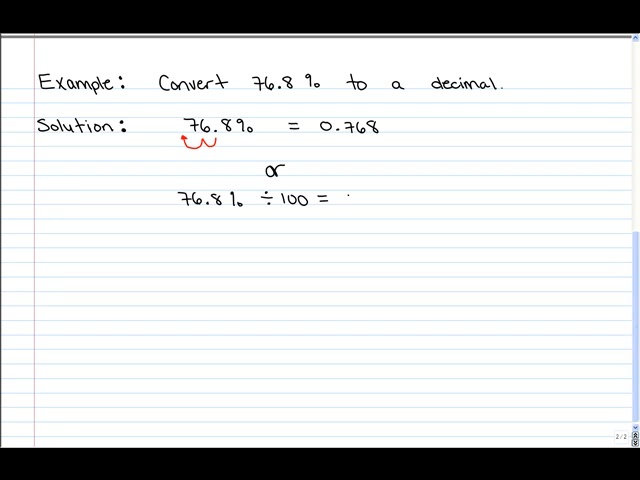 Example: Convert 76.8% to a decimal.
Solution: 76.8% = 0.768
or
76.8% ÷ 100 =
2/2